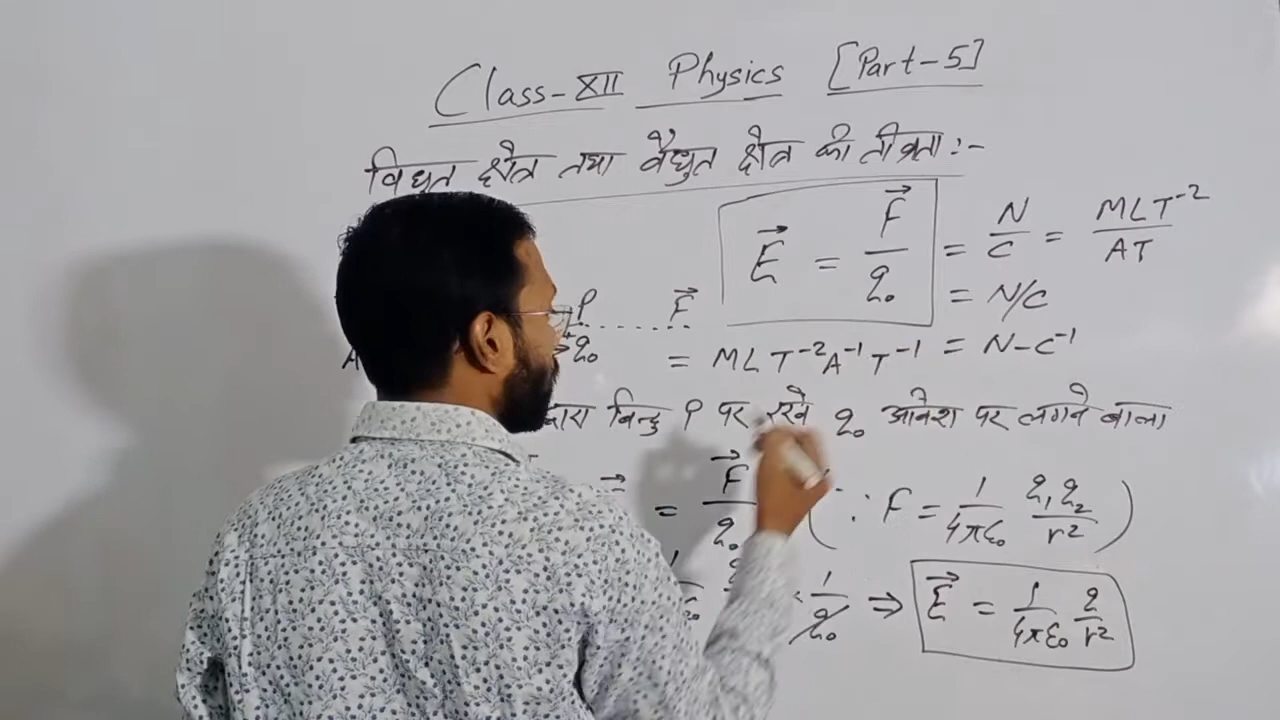 Class-XII Physics [Part-5]
विद्युत क्षेत्र तथा वैद्युत क्षेत्र की तीव्रता :-
E⃗ = F⃗/q₀ = N/C = MLT⁻²/AT
P F⃗ = N/C
q₀ = MLT⁻²A⁻¹T⁻¹ = N-C⁻¹
द्वारा बिन्दु P पर रखे q₀ आवेश पर लगने वाला
= F⃗/q₀ (∵ F = 1/4πε₀ q₁q₂/r²)
1/q₀ ⇒ E⃗ = 1/4πε₀ q/r²